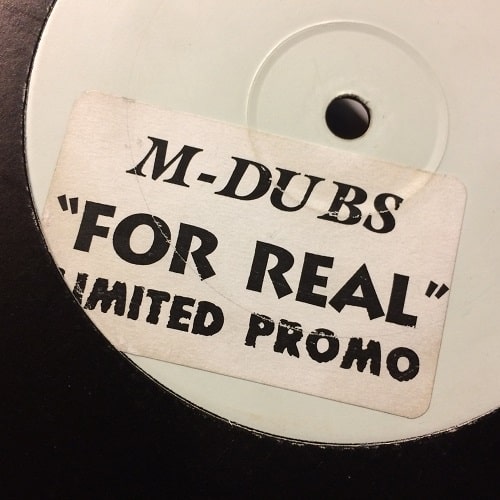 M-DUBS
"FOR REAL"
LIMITED PROMO